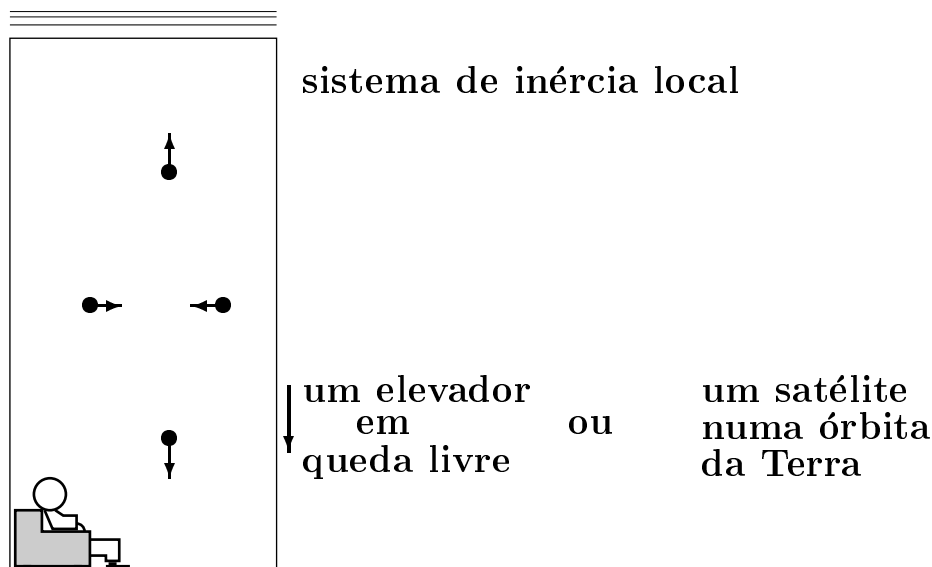 sistema de inércia local
um elevador
em
queda livre
ou
um satélite
numa órbita
da Terra